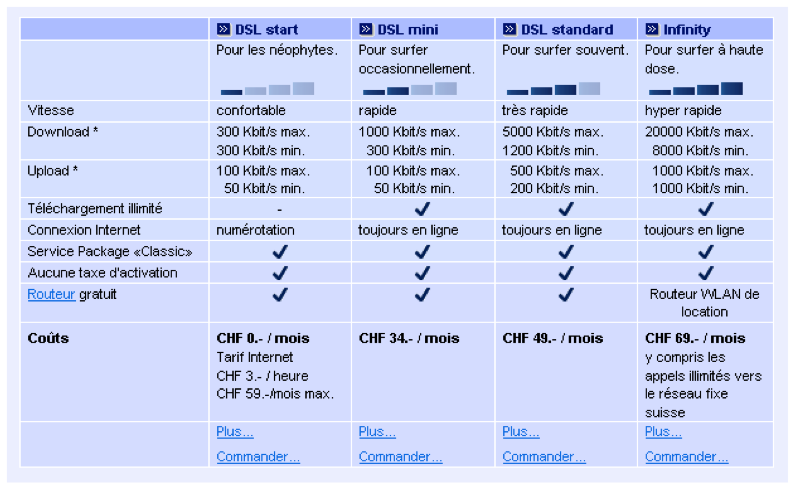 DSL start DSL mini DSL standard Infinity
Pour les néophytes. Pour surfer Pour surfer souvent. Pour surfer à haute
occasionnellement. dose.
Vitesse confortable rapide très rapide hyper rapide
Download * 300 Kbit/s max. 1000 Kbit/s max. 5000 Kbit/s max. 20000 Kbit/s max.
300 Kbit/s min. 300 Kbit/s min. 1200 Kbit/s min. 8000 Kbit/s min.
Upload * 100 Kbit/s max. 100 Kbit/s max. 500 Kbit/s max. 1000 Kbit/s max.
50 Kbit/s min. 50 Kbit/s min. 200 Kbit/s min. 1000 Kbit/s min.
Téléchargement illimité - ✓ ✓ ✓
Connexion Internet numérotation toujours en ligne toujours en ligne toujours en ligne
Service Package «Classic» ✓ ✓ ✓ ✓
Aucune taxe d'activation ✓ ✓ ✓ ✓
Routeur gratuit ✓ ✓ ✓ Routeur WLAN de
location
Coûts CHF 0.- / mois CHF 34.- / mois CHF 49.- / mois CHF 69.- / mois
Tarif Internet y compris les
CHF 3.- / heure appels illimités vers
CHF 59.-/mois max. le réseau fixe
suisse
Plus... Plus... Plus... Plus...
Commander... Commander... Commander... Commander...